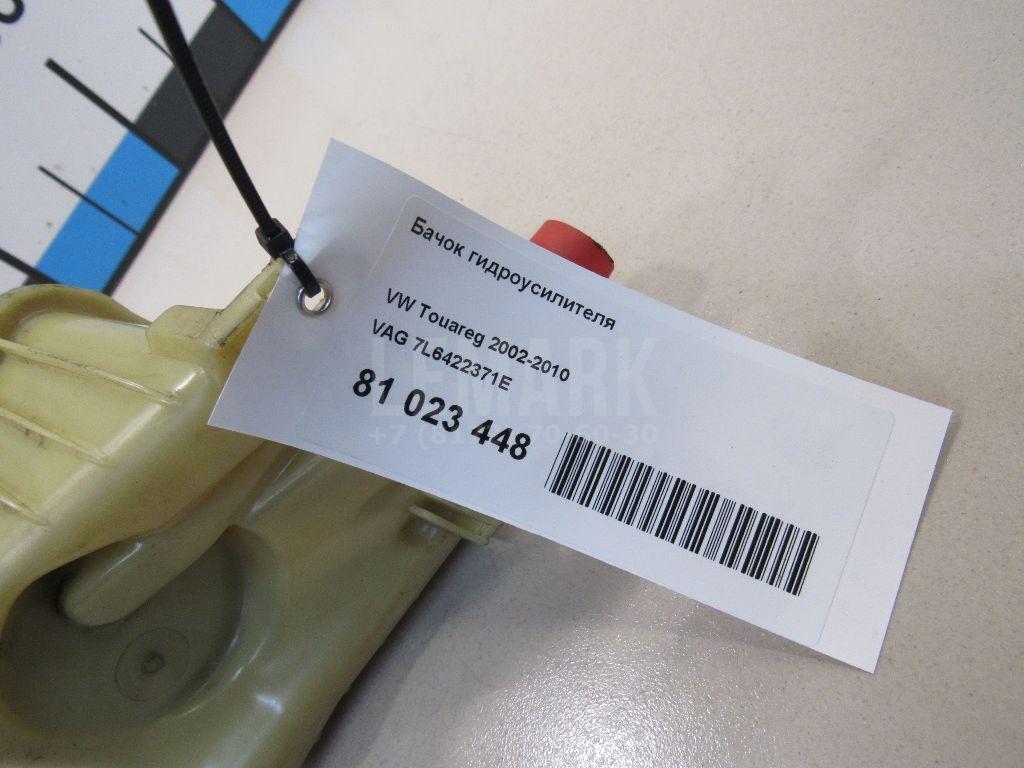 Бачок гидроусилителя
VW Touareg 2002-2010
VAG 7L6422371E
81 023 448
LEMARK